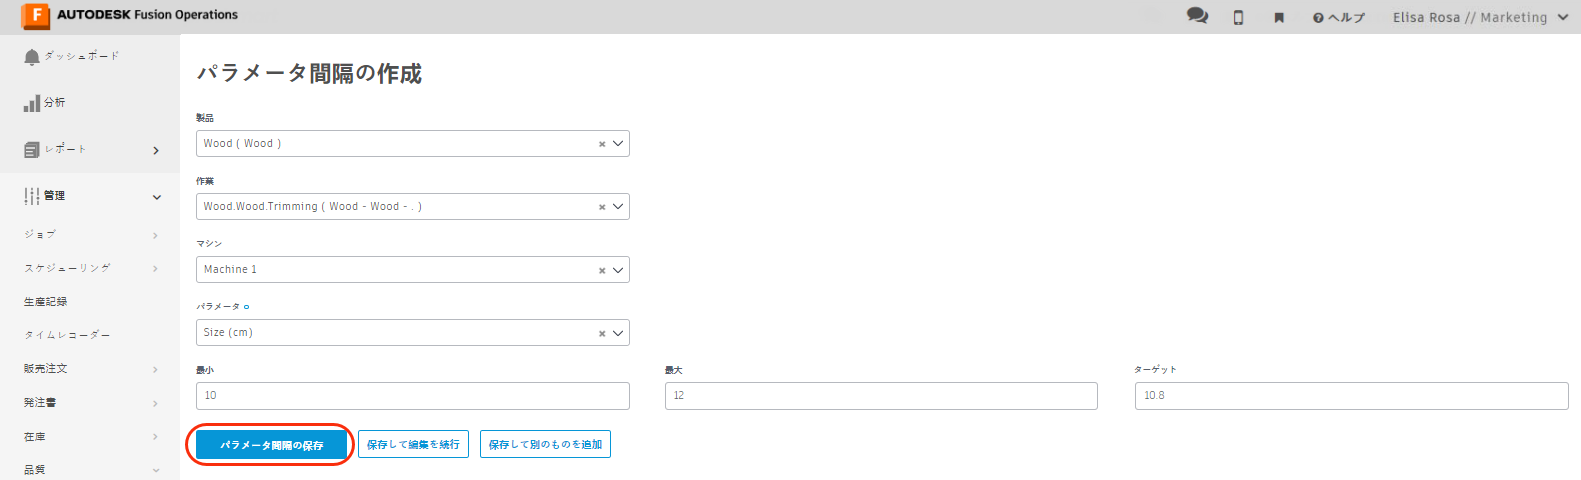 AUTODESK Fusion Operations
ヘルプ
Elisa Rosa // Marketing
ダッシュボード
分析
レポート
管理
ジョブ
スケジューリング
生産記録
タイムレコーダー
販売注文
発注書
在庫
品質
パラメータ間隔の作成
製品
Wood ( Wood )
作業
Wood.Wood.Trimming ( Wood - Wood - . )
マシン
Machine 1
パラメータ
Size (cm)
最小 最大 ターゲット
10 12 10.8
パラメータ間隔の保存 保存して編集を続行 保存して別のものを追加